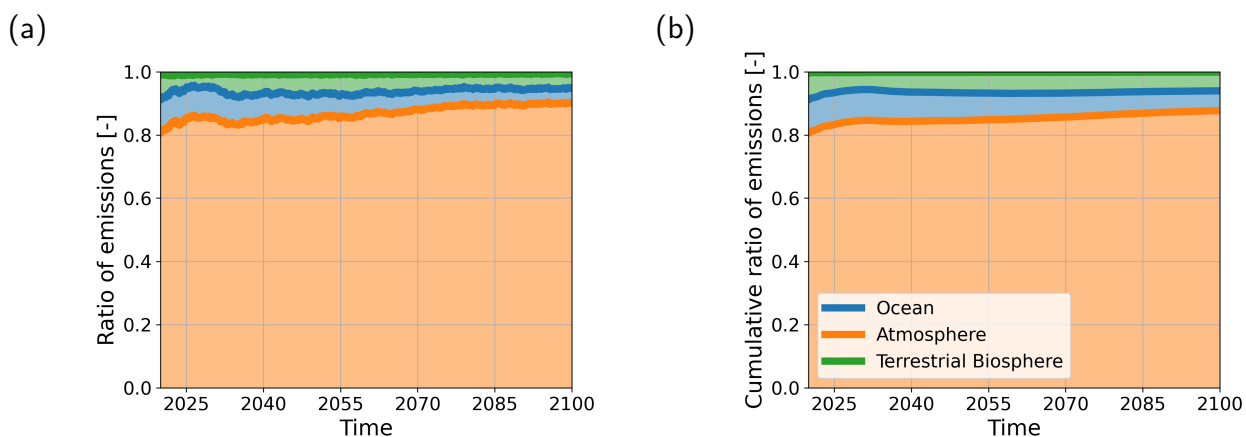 (a)
Ratio of emissions [-]
1.0
0.8
0.6
0.4
0.2
0.0
2025 2040 2055 2070 2085 2100
Time
(b)
Cumulative ratio of emissions [-]
1.0
0.8
0.6
0.4
0.2
0.0
Ocean
Atmosphere
Terrestrial Biosphere
2025 2040 2055 2070 2085 2100
Time